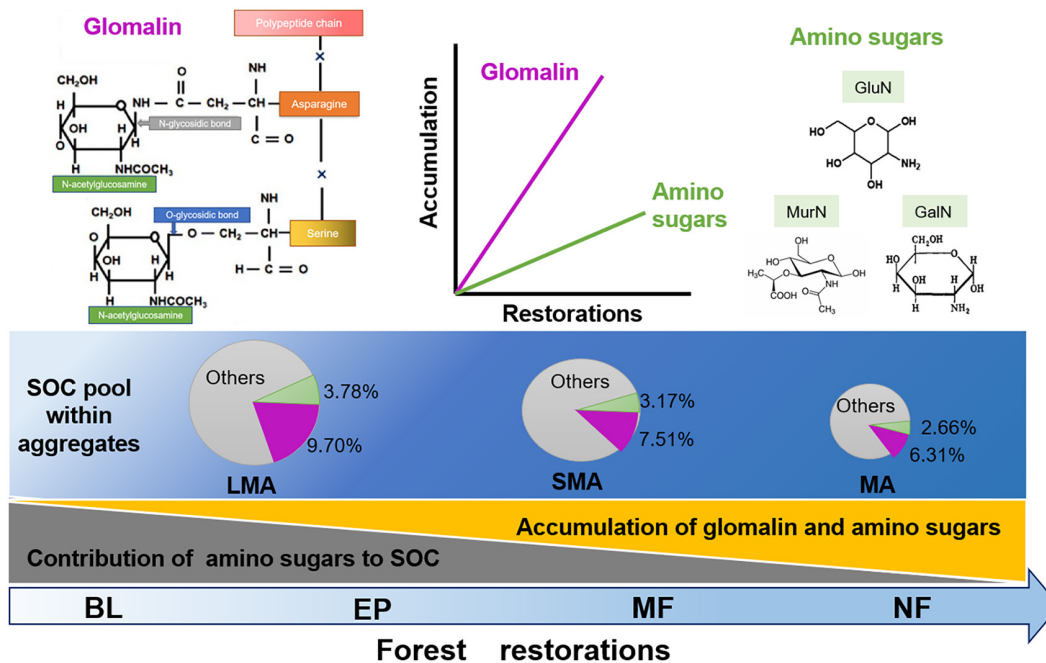 Glomalin
Polypeptide chain
×
CH₂OH
NH
O
NH
C
CH₂
C
H
Asparagine
N-glycosidic bond
H
O
OH
H
C = O
H
NHCOCH₃
N-acetylglucosamine
×
CH₂OH
O-glycosidic bond
NH
O
CH₂
C
H
Serine
OH
H
H
C = O
H
NHCOCH₃
N-acetylglucosamine
Accumulation
Glomalin
Amino
sugars
Restorations
Amino sugars
GluN
HO
O
OH
HO
NH₂
OH
MurN
GalN
HO
HO
O
O
OH
NH
COOH
O
CH₃
CH₂OH
HO
O
H
OH
H
H
OH
H
NH₂
SOC pool
within
aggregates
Others
3.78%
9.70%
LMA
Others
3.17%
7.51%
SMA
Others
2.66%
6.31%
MA
Accumulation of glomalin and amino sugars
Contribution of amino sugars to SOC
BL
EP
MF
NF
Forest restorations